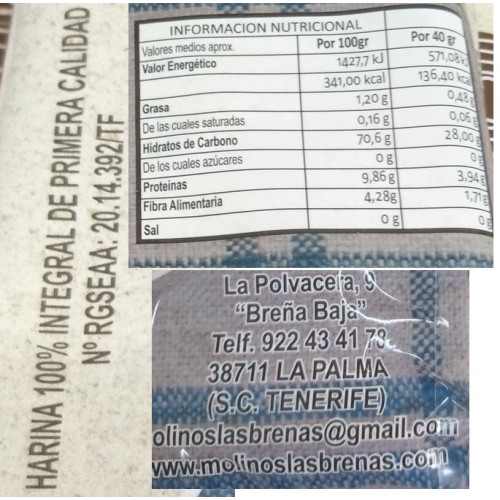 HARINA 100% INTEGRAL DE PRIMERA CALIDAD
Nº RGSEAA: 20.14.392/TF
INFORMACION NUTRICIONAL
Valores medios aprox. Por 100gr Por 40 gr
Valor Energético 1427,7 kJ 571,08 k
341,00 kcal 136,40 kca
Grasa 1,20 g 0,48 g
De las cuales saturadas 0,16 g 0,06 g
Hidratos de Carbono 70,6 g 28,00 g
De los cuales azúcares 0 g 0 g
Proteinas 9,86 g 3,94 g
Fibra Alimentaria 4,28g 1,71g
Sal 0 g 0 g
La Polvacera, 9
"Breña Baja"
Telf. 922 43 41 78
38711 LA PALMA
(S.C. TENERIFE)
olinoslasbrenas@gmail.com
www.molinoslasbrenas.com